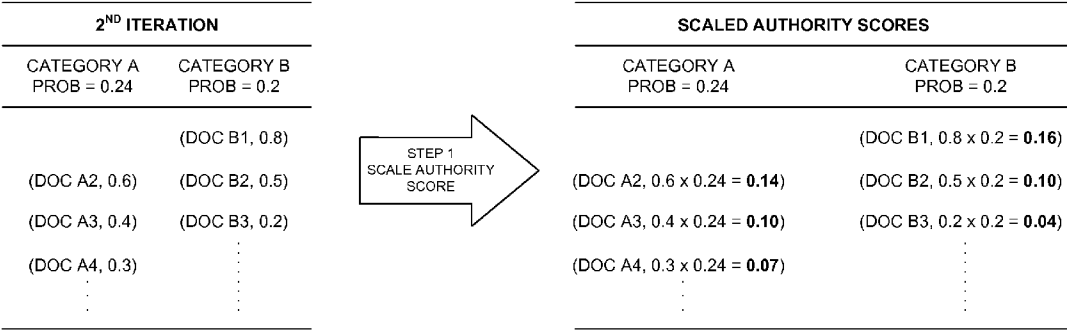 2ND ITERATION
CATEGORY A CATEGORY B
PROB = 0.24 PROB = 0.2
(DOC B1, 0.8)
(DOC A2, 0.6) (DOC B2, 0.5)
(DOC A3, 0.4) (DOC B3, 0.2)
(DOC A4, 0.3)
STEP 1
SCALE AUTHORITY
SCORE
SCALED AUTHORITY SCORES
CATEGORY A CATEGORY B
PROB = 0.24 PROB = 0.2
(DOC B1, 0.8 x 0.2 = 0.16)
(DOC A2, 0.6 x 0.24 = 0.14) (DOC B2, 0.5 x 0.2 = 0.10)
(DOC A3, 0.4 x 0.24 = 0.10) (DOC B3, 0.2 x 0.2 = 0.04)
(DOC A4, 0.3 x 0.24 = 0.07)